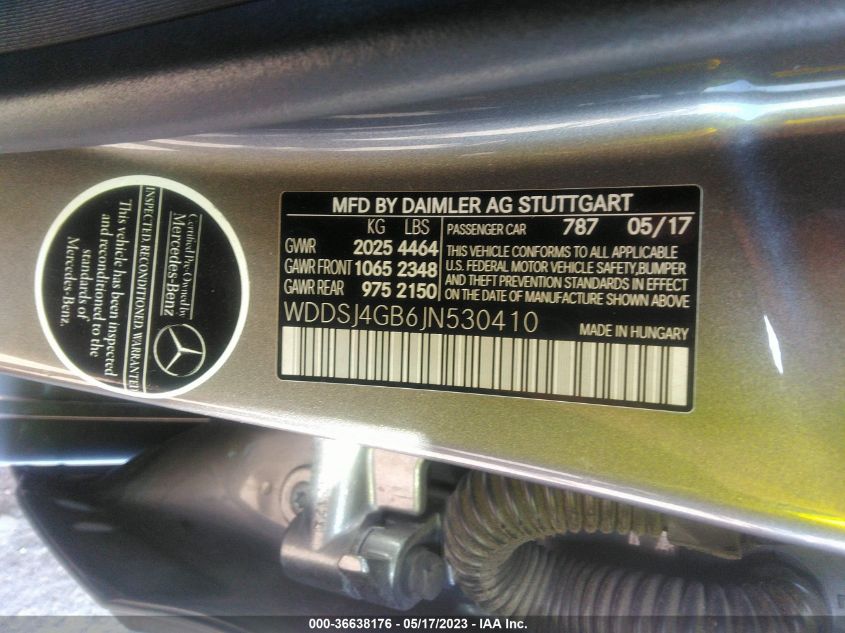 MFD BY DAIMLER AG STUTTGART
KG LBS
GVWR 2025 4464
GAWR FRONT 1065 2348
GAWR REAR 975 2150
PASSENGER CAR 787 05/17
THIS VEHICLE CONFORMS TO ALL APPLICABLE
U.S. FEDERAL MOTOR VEHICLE SAFETY,BUMPER
AND THEFT PREVENTION STANDARDS IN EFFECT
ON THE DATE OF MANUFACTURE SHOWN ABOVE
WDDSJ4GB6JN530410
MADE IN HUNGARY
Certified Pre-Owned by
Mercedes-Benz
INSPECTED. RECONDITIONED. WARRANTED
This vehicle has been inspected
and reconditioned to the
standards of
Mercedes-Benz.
000-36638176 - 05/17/2023 - IAA Inc.